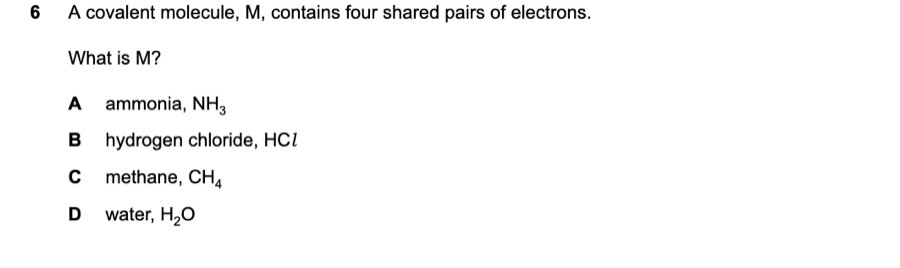 6 A covalent molecule, M, contains four shared pairs of electrons.
What is M?
A ammonia, NH₃
B hydrogen chloride, HCl
C methane, CH₄
D water, H₂O